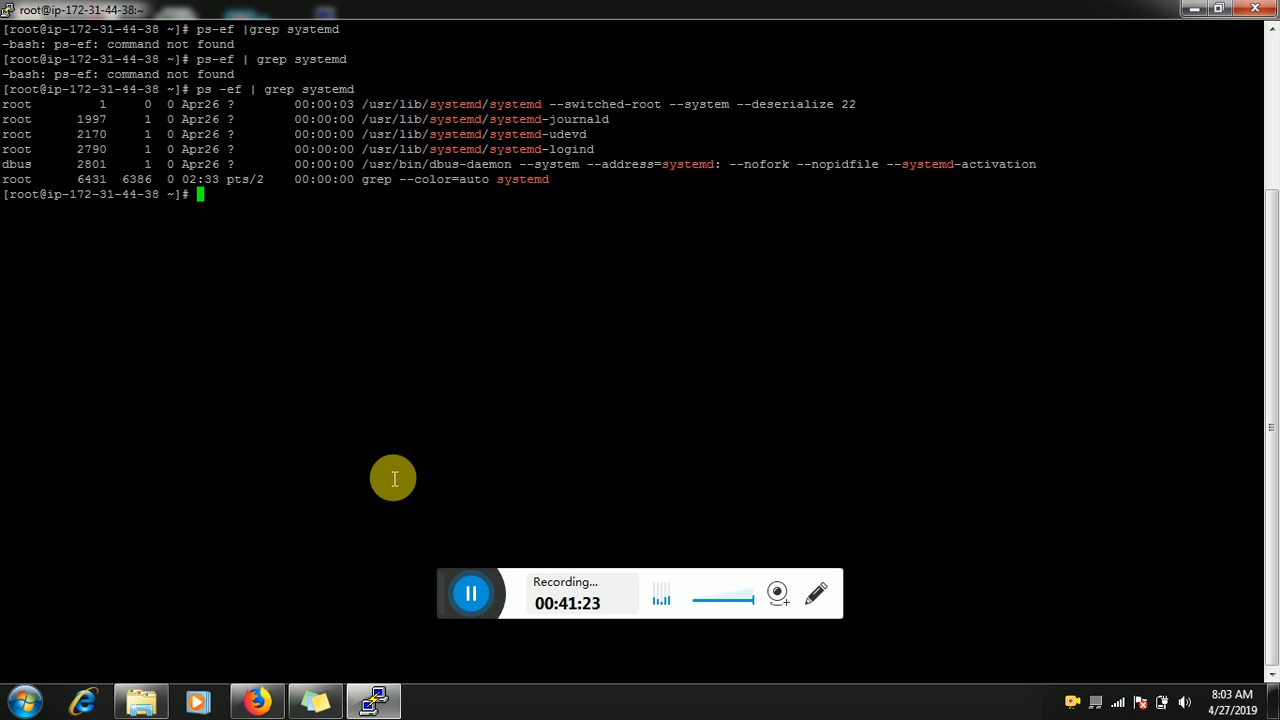 root@ip-172-31-44-38:~
[root@ip-172-31-44-38 ~]# ps-ef |grep systemd
-bash: ps-ef: command not found
[root@ip-172-31-44-38 ~]# ps-ef | grep systemd
-bash: ps-ef: command not found
[root@ip-172-31-44-38 ~]# ps -ef | grep systemd
root         1     0  0 Apr26 ?        00:00:03 /usr/lib/systemd/systemd --switched-root --system --deserialize 22
root      1997     1  0 Apr26 ?        00:00:00 /usr/lib/systemd/systemd-journald
root      2170     1  0 Apr26 ?        00:00:00 /usr/lib/systemd/systemd-udevd
root      2790     1  0 Apr26 ?        00:00:00 /usr/lib/systemd/systemd-logind
dbus      2801     1  0 Apr26 ?        00:00:00 /usr/bin/dbus-daemon --system --address=systemd: --nofork --nopidfile --systemd-activation
root      6431  6386  0 02:33 pts/2    00:00:00 grep --color=auto systemd
[root@ip-172-31-44-38 ~]#
Recording...
00:41:23
8:03 AM
4/27/2019